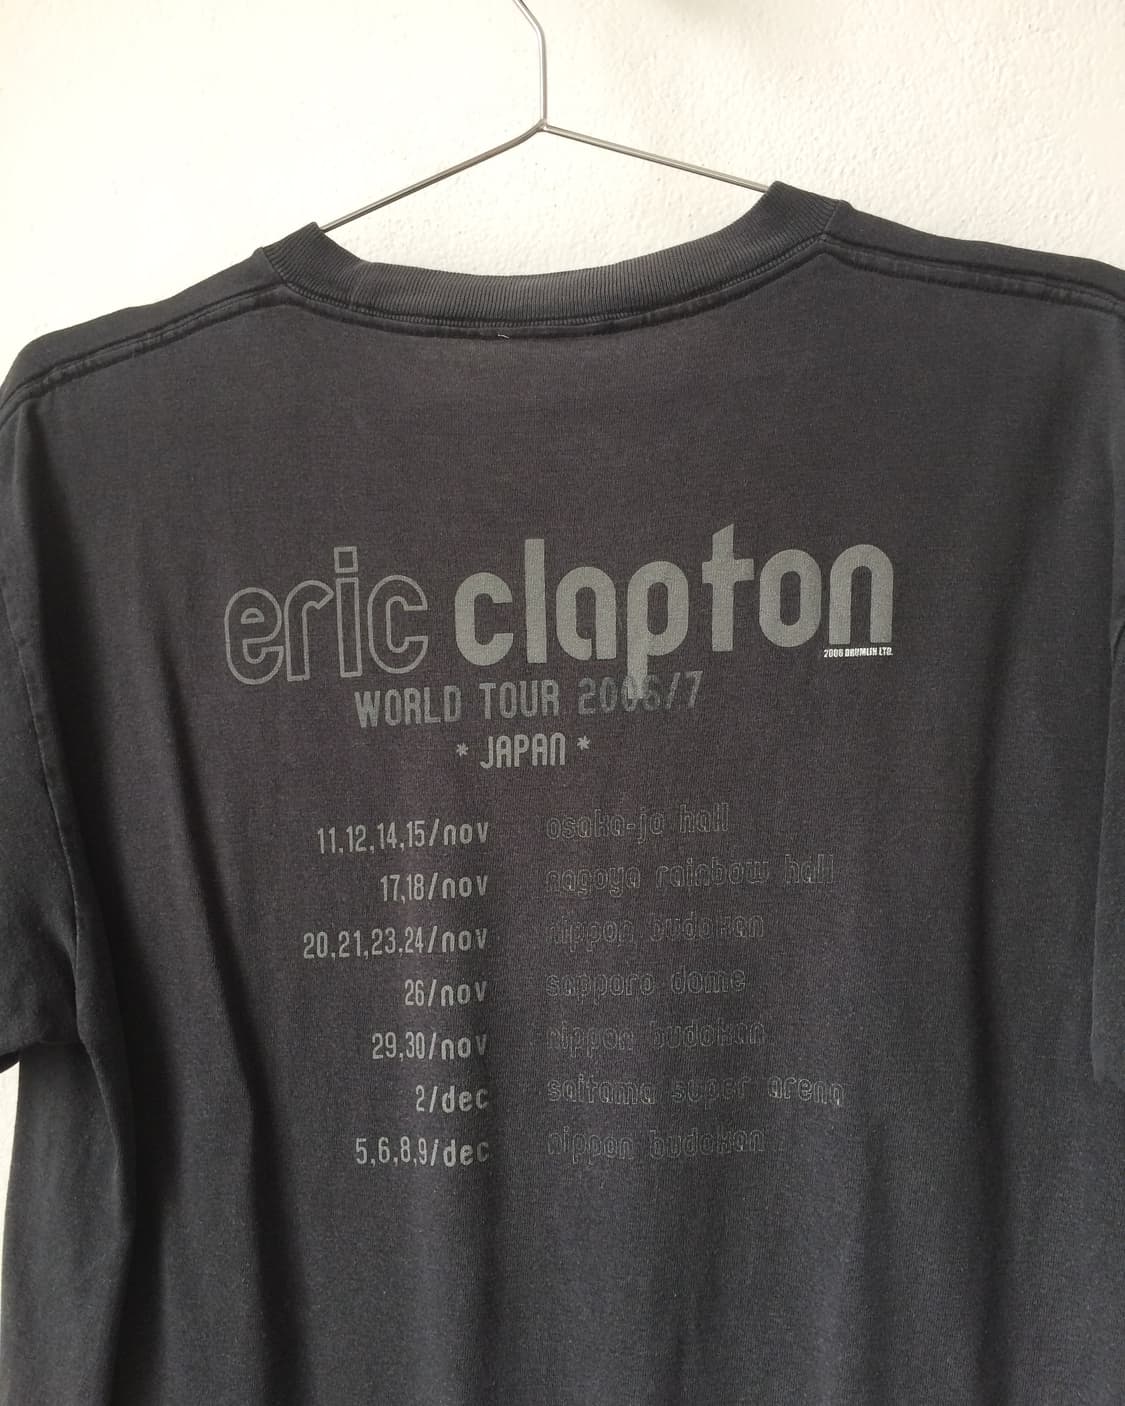 eric clapton
2006 DRUMLIN LTD.
WORLD TOUR 2006/7
* JAPAN *
11,12,14,15/nov osaka-jo hall
17,18/nov nagoya rainbow hall
20,21,23,24/nov nippon budokan
26/nov sapporo dome
29,30/nov nippon budokan
2/dec saitama super arena
5,6,8,9/dec nippon budokan